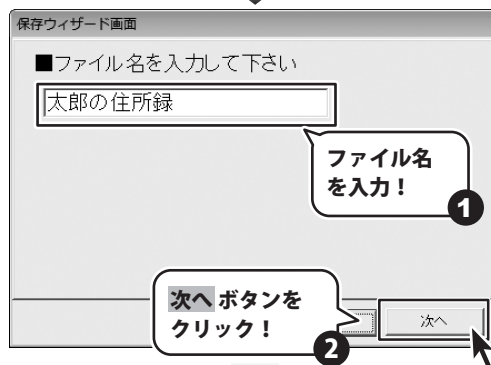 保存ウィザード画面
■ファイル名を入力して下さい
太郎の住所録
ファイル名
を入力！
1
次へ ボタンを
クリック！
2
次へ